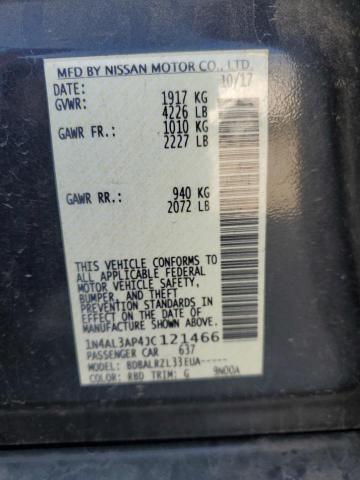 MFD BY NISSAN MOTOR CO., LTD.
DATE: 10/17
GVWR: 1917 KG
4226 LB
GAWR FR.: 1010 KG
2227 LB
GAWR RR.: 940 KG
2072 LB
THIS VEHICLE CONFORMS TO
ALL APPLICABLE FEDERAL
MOTOR VEHICLE SAFETY,
BUMPER, AND THEFT
PREVENTION STANDARDS IN
EFFECT ON THE DATE OF
MANUFACTURE SHOWN ABOVE.
1N4AL3AP4JC121466
PASSENGER CAR 637
MODEL: BDBALRZL33EUA-----
COLOR: RBD TRIM: G 9N00A